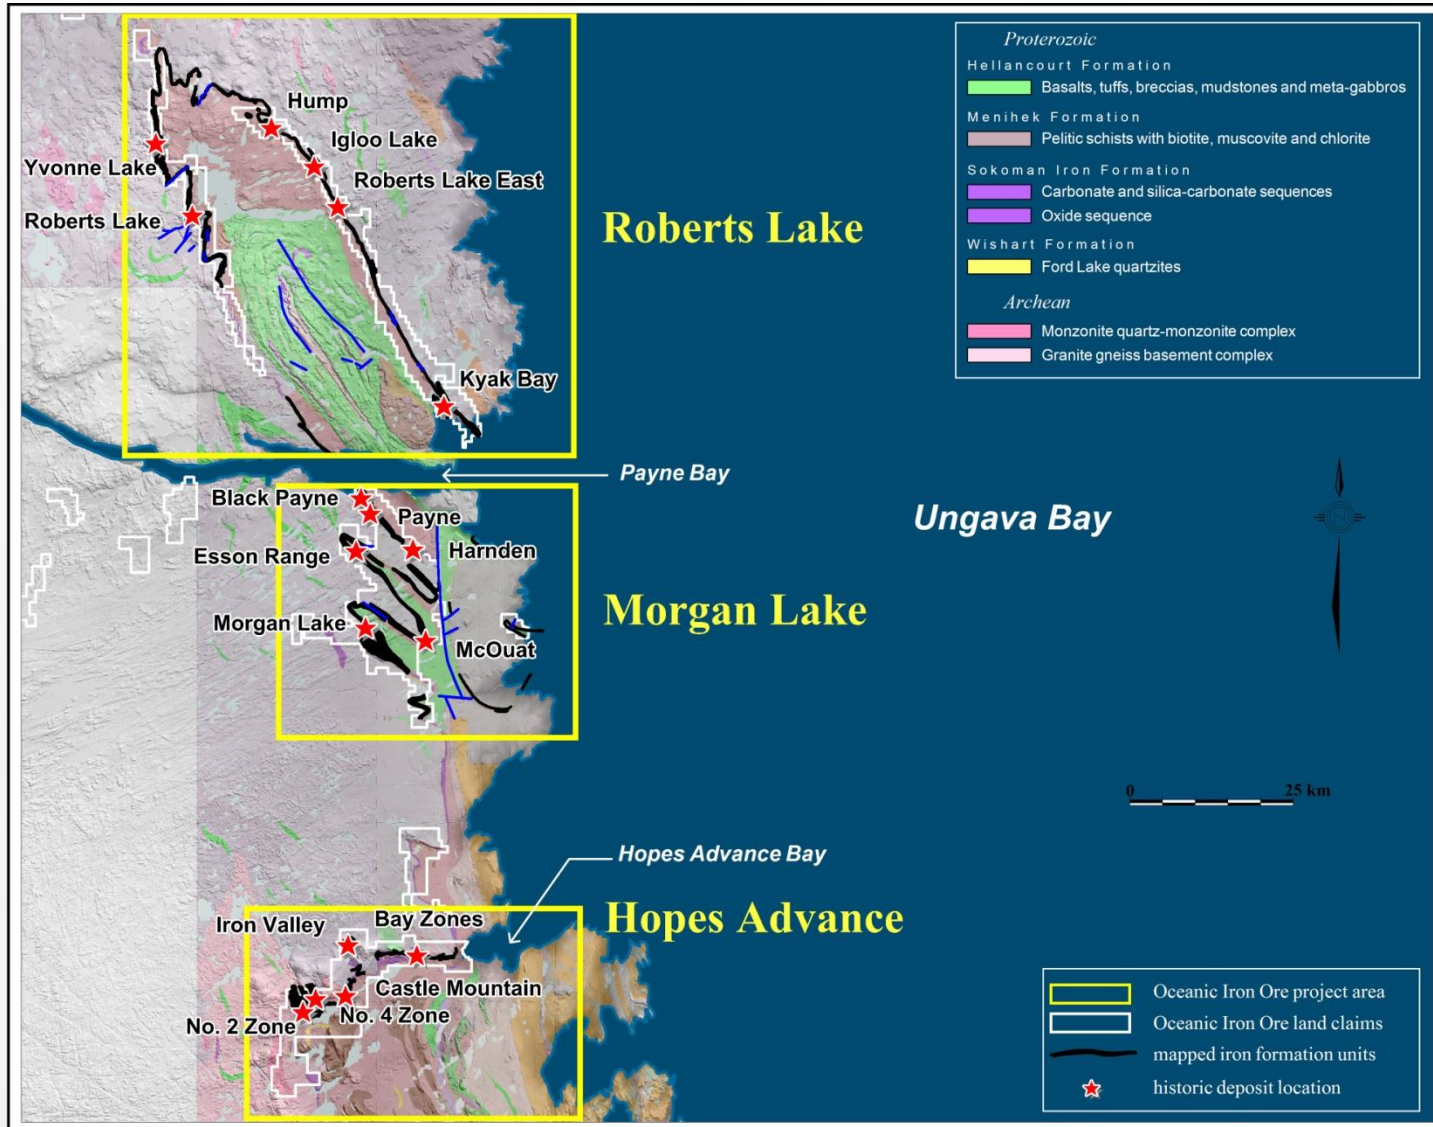 Proterozoic
Hellancourt Formation
Basalts, tuffs, breccias, mudstones and meta-gabbros
Menihek Formation
Pelitic schists with biotite, muscovite and chlorite
Sokoman Iron Formation
Carbonate and silica-carbonate sequences
Oxide sequence
Wishart Formation
Ford Lake quartzites
Archean
Monzonite quartz-monzonite complex
Granite gneiss basement complex
Hump
Igloo Lake
Yvonne Lake
Roberts Lake East
Roberts Lake
Roberts Lake
Kyak Bay
Payne Bay
Black Payne
Payne
Ungava Bay
Esson Range
Harnden
Morgan Lake
Morgan Lake
McOuat
N
0 25 km
Hopes Advance Bay
Iron Valley
Bay Zones
Hopes Advance
Castle Mountain
No. 4 Zone
No. 2 Zone
Oceanic Iron Ore project area
Oceanic Iron Ore land claims
mapped iron formation units
historic deposit location